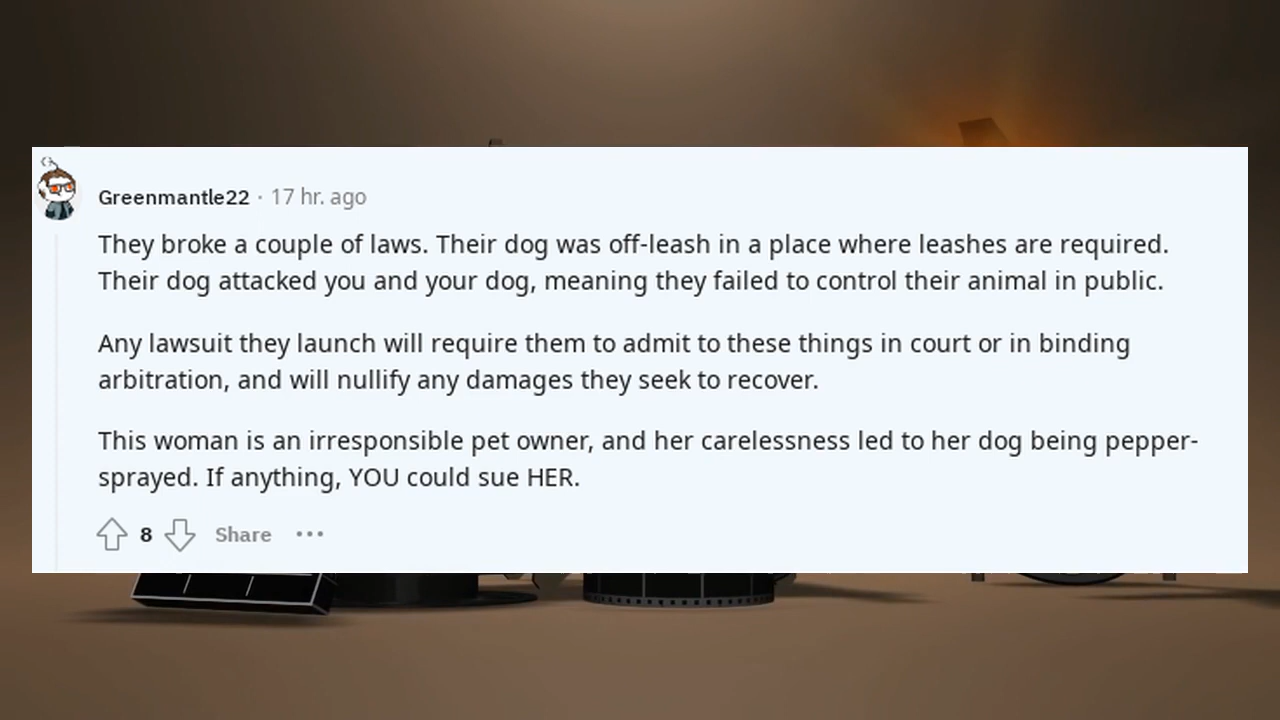 Greenmantle22 · 17 hr. ago
They broke a couple of laws. Their dog was off-leash in a place where leashes are required.
Their dog attacked you and your dog, meaning they failed to control their animal in public.
Any lawsuit they launch will require them to admit to these things in court or in binding
arbitration, and will nullify any damages they seek to recover.
This woman is an irresponsible pet owner, and her carelessness led to her dog being pepper-
sprayed. If anything, YOU could sue HER.
8 Share •••